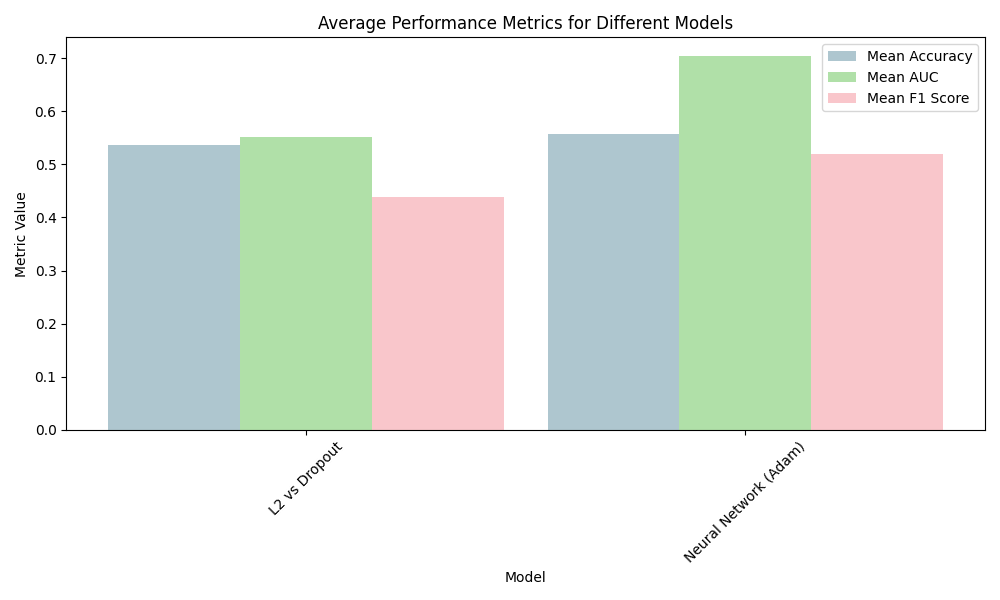 Average Performance Metrics for Different Models
Mean Accuracy
Mean AUC
Mean F1 Score
Metric Value
0.7
0.6
0.5
0.4
0.3
0.2
0.1
0.0
L2 vs Dropout
Neural Network (Adam)
Model